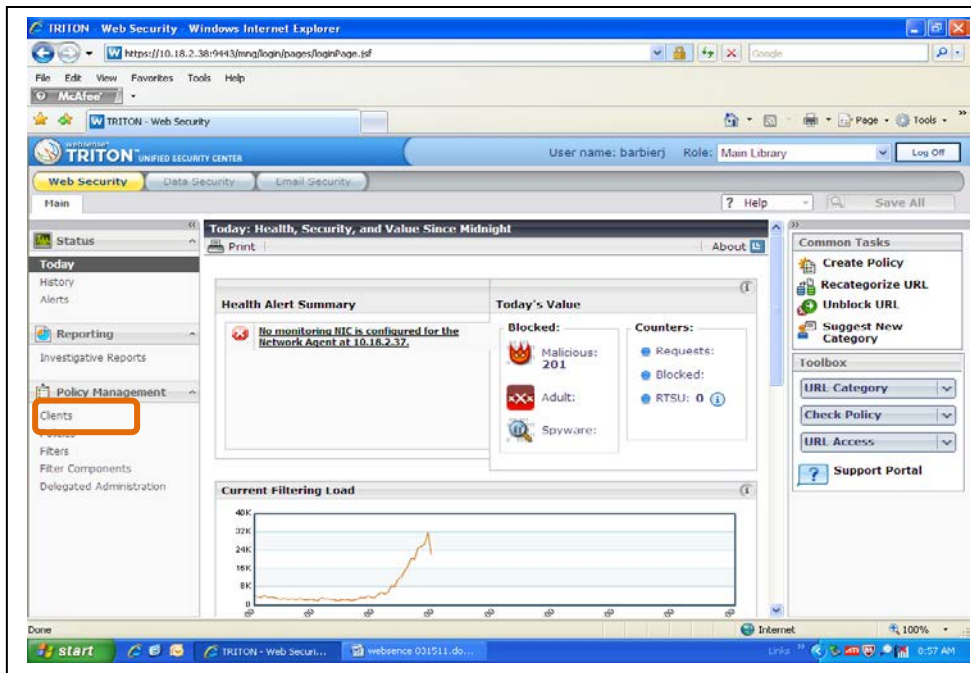 TRITON - Web Security - Windows Internet Explorer
https://10.18.2.38:9443/mng/login/pages/loginPage.jsf
Google
File Edit View Favorites Tools Help
McAfee
TRITON - Web Security
Page Tools
websense
TRITON™ UNIFIED SECURITY CENTER
User name: barbierj Role: Main Library Log Off
Web Security Data Security Email Security
Main
? Help Save All
Status
Today
History
Alerts
Reporting
Investigative Reports
Policy Management
Clients
Policies
Filters
Filter Components
Delegated Administration
Today: Health, Security, and Value Since Midnight
Print About
Health Alert Summary
No monitoring NIC is configured for the
Network Agent at 10.18.2.37.
Today's Value
Blocked:
Malicious:
201
Adult:
Spyware:
Counters:
Requests:
Blocked:
RTSU: 0
Current Filtering Load
40K
32K
24K
16K
8K
0
Common Tasks
Create Policy
Recategorize URL
Unblock URL
Suggest New
Category
Toolbox
URL Category
Check Policy
URL Access
? Support Portal
Done Internet 100%
start TRITON - Web Securi... websence 031511.do... Links 8:57 AM